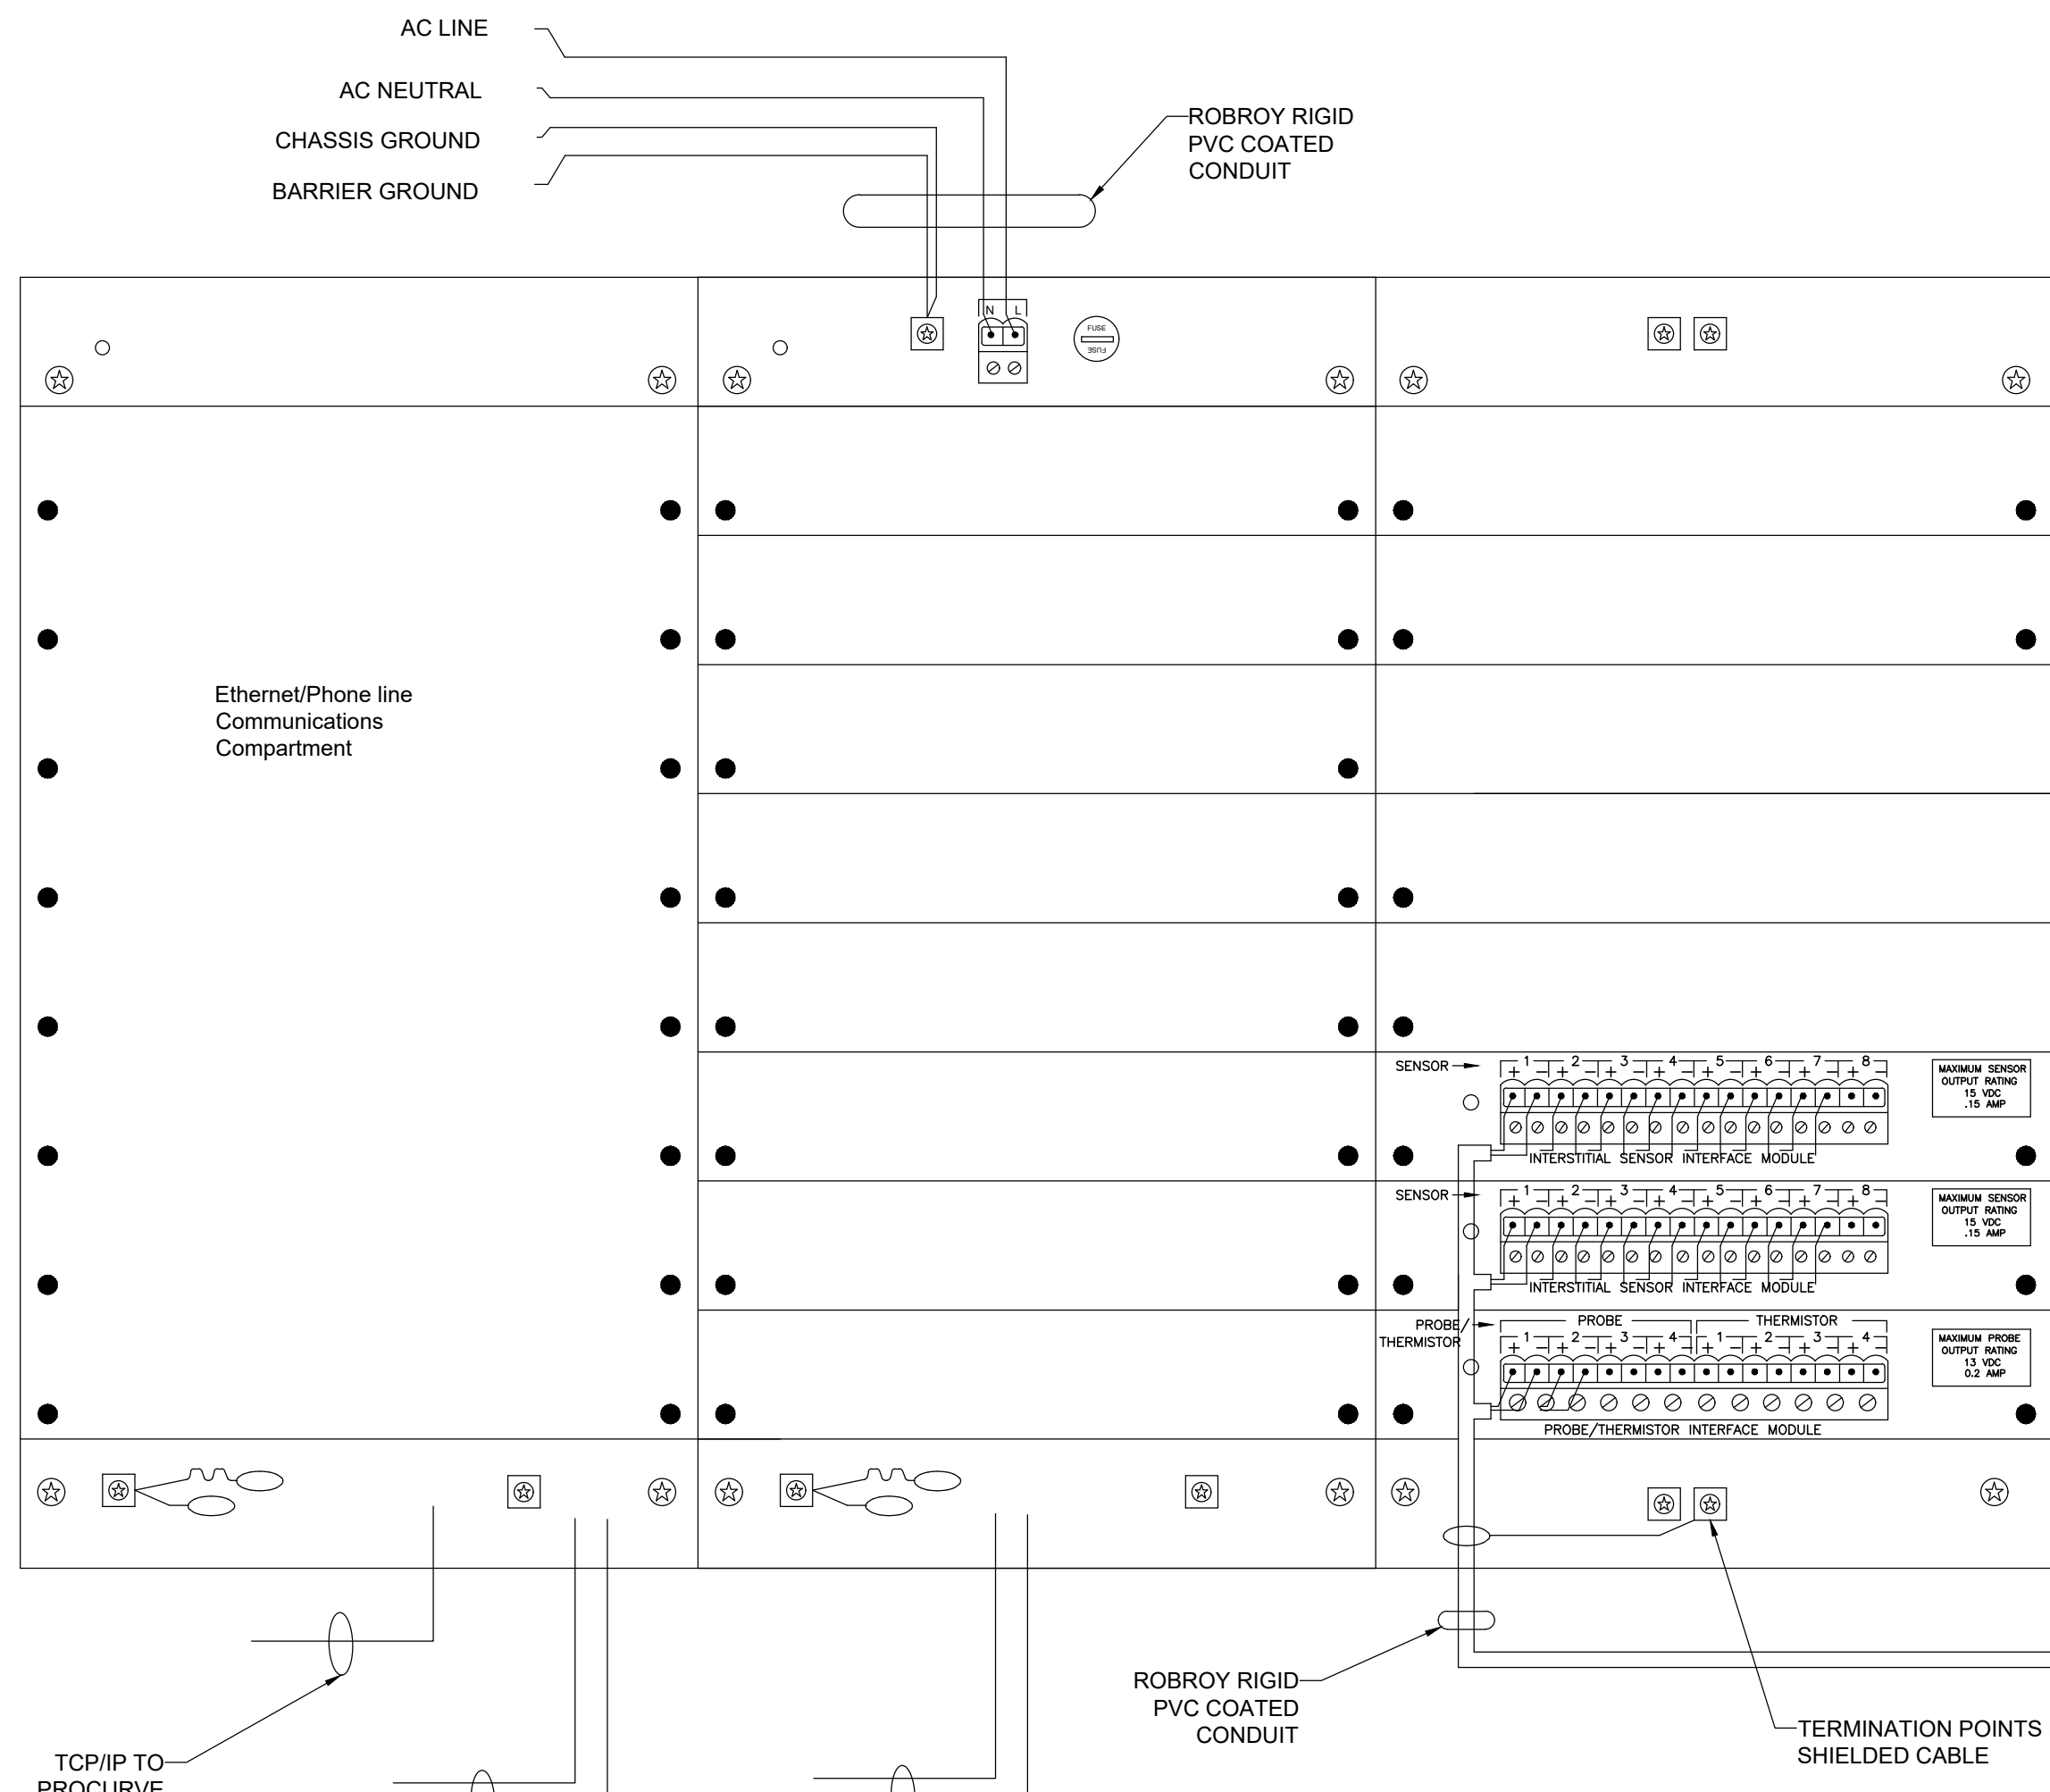 AC LINE
AC NEUTRAL
CHASSIS GROUND
BARRIER GROUND
ROBROY RIGID
PVC COATED
CONDUIT
N L
FUSE
FUSE
Ethernet/Phone line
Communications
Compartment
SENSOR
1 2 3 4 5 6 7 8
+ − + − + − + − + − + − + − + −
INTERSTITIAL SENSOR INTERFACE MODULE
MAXIMUM SENSOR
OUTPUT RATING
15 VDC
.15 AMP
SENSOR
1 2 3 4 5 6 7 8
+ − + − + − + − + − + − + − + −
INTERSTITIAL SENSOR INTERFACE MODULE
MAXIMUM SENSOR
OUTPUT RATING
15 VDC
.15 AMP
PROBE/
THERMISTOR
PROBE THERMISTOR
1 2 3 4 1 2 3 4
+ − + − + − + − + − + − + − + −
PROBE/THERMISTOR INTERFACE MODULE
MAXIMUM PROBE
OUTPUT RATING
13 VDC
0.2 AMP
ROBROY RIGID
PVC COATED
CONDUIT
TERMINATION POINTS
SHIELDED CABLE
TCP/IP TO
PROCURVE